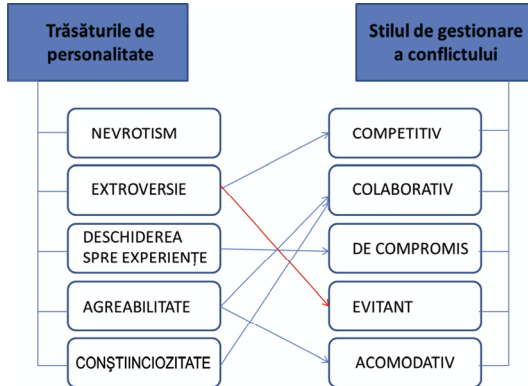 Trăsăturile de
personalitate
Stilul de gestionare
a conflictului
NEVROTISM
EXTROVERSIE
DESCHIDEREA
SPRE EXPERIENȚE
AGREABILITATE
CONŞTIINCIOZITATE
COMPETITIV
COLABORATIV
DE COMPROMIS
EVITANT
ACOMODATIV